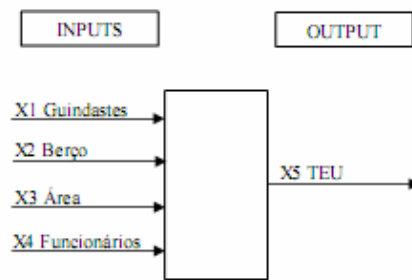 INPUTS
OUTPUT
X1 Guindastes
X2 Berço
X3 Área
X4 Funcionários
X5 TEU